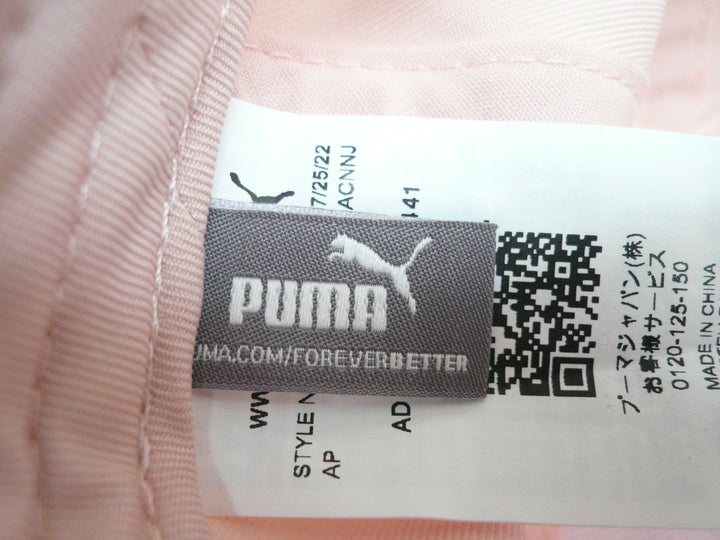 PUMA
UMA.COM/FOREVERBETTER
7/25/22
ACNNJ
441
WW
STYLE N
AP
AD
プーマジャパン(株)
お客様サービス
0120-125-150
MADE IN CHINA